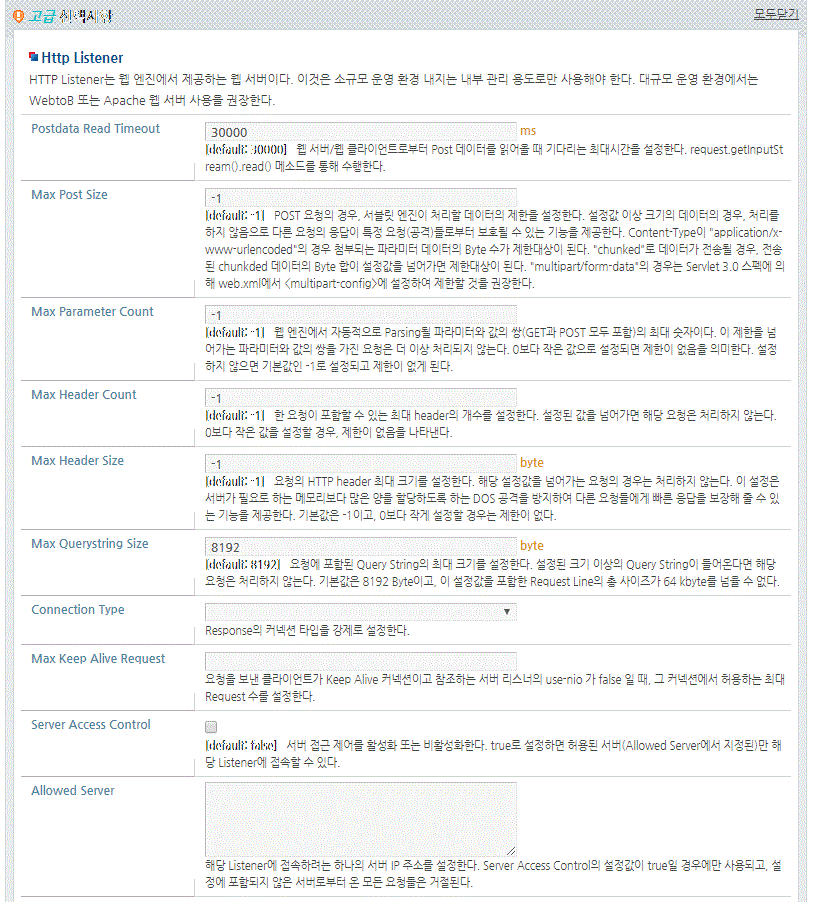 고급 선택사항
모두닫기
Http Listener
HTTP Listener는 웹 엔진에서 제공하는 웹 서버이다. 이것은 소규모 운영 환경 내지는 내부 관리 용도로만 사용해야 한다. 대규모 운영 환경에서는
WebtoB 또는 Apache 웹 서버 사용을 권장한다.
Postdata Read Timeout
30000 ms
[default: 30000] 웹 서버/웹 클라이언트로부터 Post 데이터를 읽어올 때 기다리는 최대시간을 설정한다. request.getInputSt
ream().read() 메소드를 통해 수행한다.
Max Post Size
-1
[default: -1] POST 요청의 경우, 서블릿 엔진이 처리할 데이터의 제한을 설정한다. 설정값 이상 크기의 데이터의 경우, 처리를
하지 않음으로 다른 요청의 응답이 특정 요청(공격)들로부터 보호될 수 있는 기능을 제공한다. Content-Type이 "application/x-
www-urlencoded"의 경우 첨부되는 파라미터 데이터의 Byte 수가 제한대상이 된다. "chunked"로 데이터가 전송될 경우, 전송
된 chunkded 데이터의 Byte 합이 설정값을 넘어가면 제한대상이 된다. "multipart/form-data"의 경우는 Servlet 3.0 스펙에 의
해 web.xml에서 <multipart-config>에 설정하여 제한할 것을 권장한다.
Max Parameter Count
-1
[default: -1] 웹 엔진에서 자동적으로 Parsing될 파라미터와 값의 쌍(GET과 POST 모두 포함)의 최대 숫자이다. 이 제한을 넘
어가는 파라미터와 값의 쌍을 가진 요청은 더 이상 처리되지 않는다. 0보다 작은 값으로 설정되면 제한이 없음을 의미한다. 설정
하지 않으면 기본값인 -1로 설정되고 제한이 없게 된다.
Max Header Count
-1
[default: -1] 한 요청이 포함할 수 있는 최대 header의 개수를 설정한다. 설정된 값을 넘어가면 해당 요청은 처리하지 않는다.
0보다 작은 값을 설정할 경우, 제한이 없음을 나타낸다.
Max Header Size
-1 byte
[default: -1] 요청의 HTTP header 최대 크기를 설정한다. 해당 설정값을 넘어가는 요청의 경우는 처리하지 않는다. 이 설정은
서버가 필요로 하는 메모리보다 많은 양을 할당하도록 하는 DOS 공격을 방지하여 다른 요청들에게 빠른 응답을 보장해 줄 수 있
는 기능을 제공한다. 기본값은 -1이고, 0보다 작게 설정할 경우는 제한이 없다.
Max Querystring Size
8192 byte
[default: 8192] 요청에 포함된 Query String의 최대 크기를 설정한다. 설정된 크기 이상의 Query String이 들어온다면 해당
요청은 처리하지 않는다. 기본값은 8192 Byte이고, 이 설정값을 포함한 Request Line의 총 사이즈가 64 kbyte를 넘을 수 없다.
Connection Type
Response의 커넥션 타입을 강제로 설정한다.
Max Keep Alive Request
요청을 보낸 클라이언트가 Keep Alive 커넥션이고 참조하는 서버 리스너의 use-nio 가 false 일 때, 그 커넥션에서 허용하는 최대
Request 수를 설정한다.
Server Access Control
[default: false] 서버 접근 제어를 활성화 또는 비활성화한다. true로 설정하면 허용된 서버(Allowed Server에서 지정된)만 해
당 Listener에 접속할 수 있다.
Allowed Server
해당 Listener에 접속하려는 하나의 서버 IP 주소를 설정한다. Server Access Control의 설정값이 true일 경우에만 사용되고, 설
정에 포함되지 않은 서버로부터 온 모든 요청들은 거절된다.